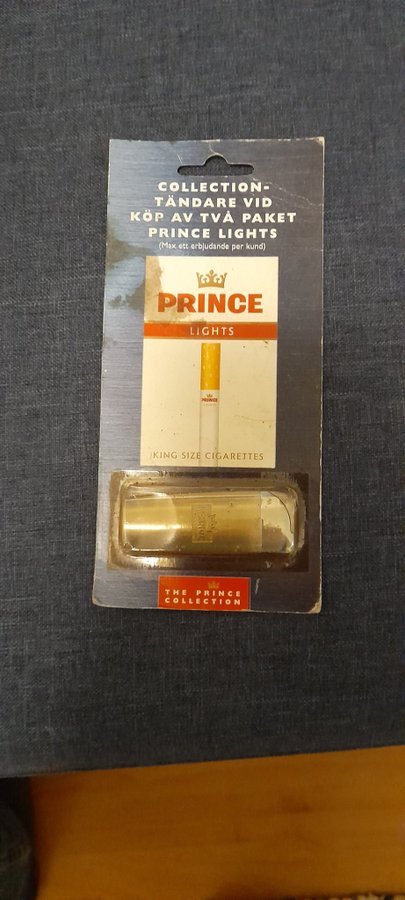 COLLECTION-
TÄNDARE VID
KÖP AV TVÅ PAKET
PRINCE LIGHTS
(Max ett erbjudande per kund)
PRINCE
LIGHTS
PRINCE
KING SIZE CIGARETTES
THE PRINCE
COLLECTION